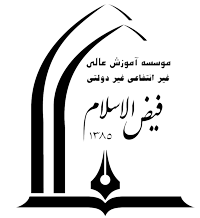 موسسه آموزش عالی
غیر انتفاعی غیر دولتی
فیض الاسلام
۱۳۸۵